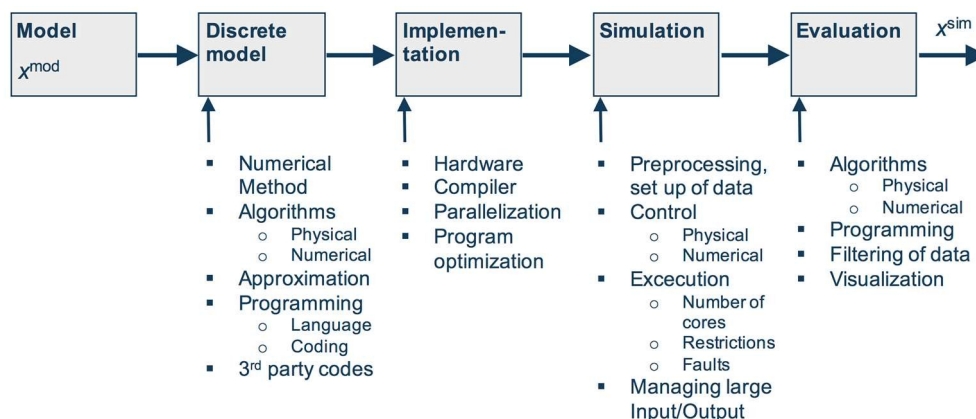 Model
x^mod
Discrete
model
Implemen-
tation
Simulation
Evaluation
x^sim
▪ Numerical
Method
▪ Algorithms
o Physical
o Numerical
▪ Approximation
▪ Programming
o Language
o Coding
▪ 3rd party codes
▪ Hardware
▪ Compiler
▪ Parallelization
▪ Program
optimization
▪ Preprocessing,
set up of data
▪ Control
o Physical
o Numerical
▪ Excecution
o Number of
cores
o Restrictions
o Faults
▪ Managing large
Input/Output
▪ Algorithms
o Physical
o Numerical
▪ Programming
▪ Filtering of data
▪ Visualization